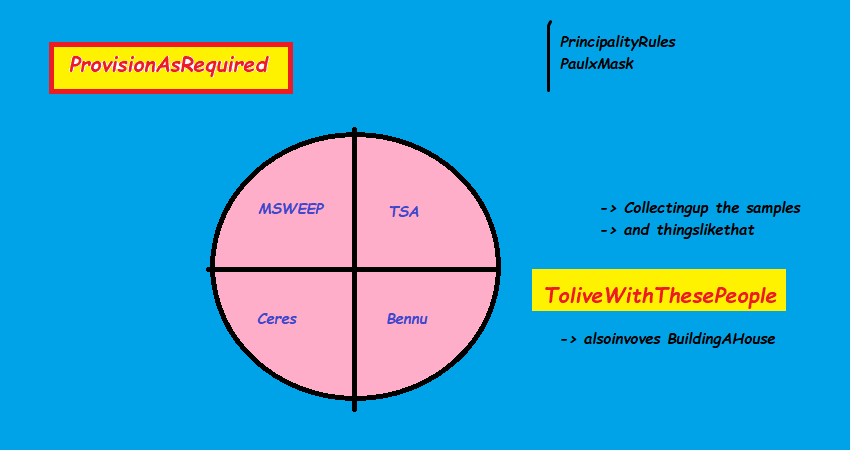 ProvisionAsRequired
PrincipalityRules
PaulxMask
MSWEEP
TSA
Ceres
Bennu
-> Collectingup the samples
-> and thingslikethat
ToliveWithThesePeople
-> alsoinvoves BuildingAHouse